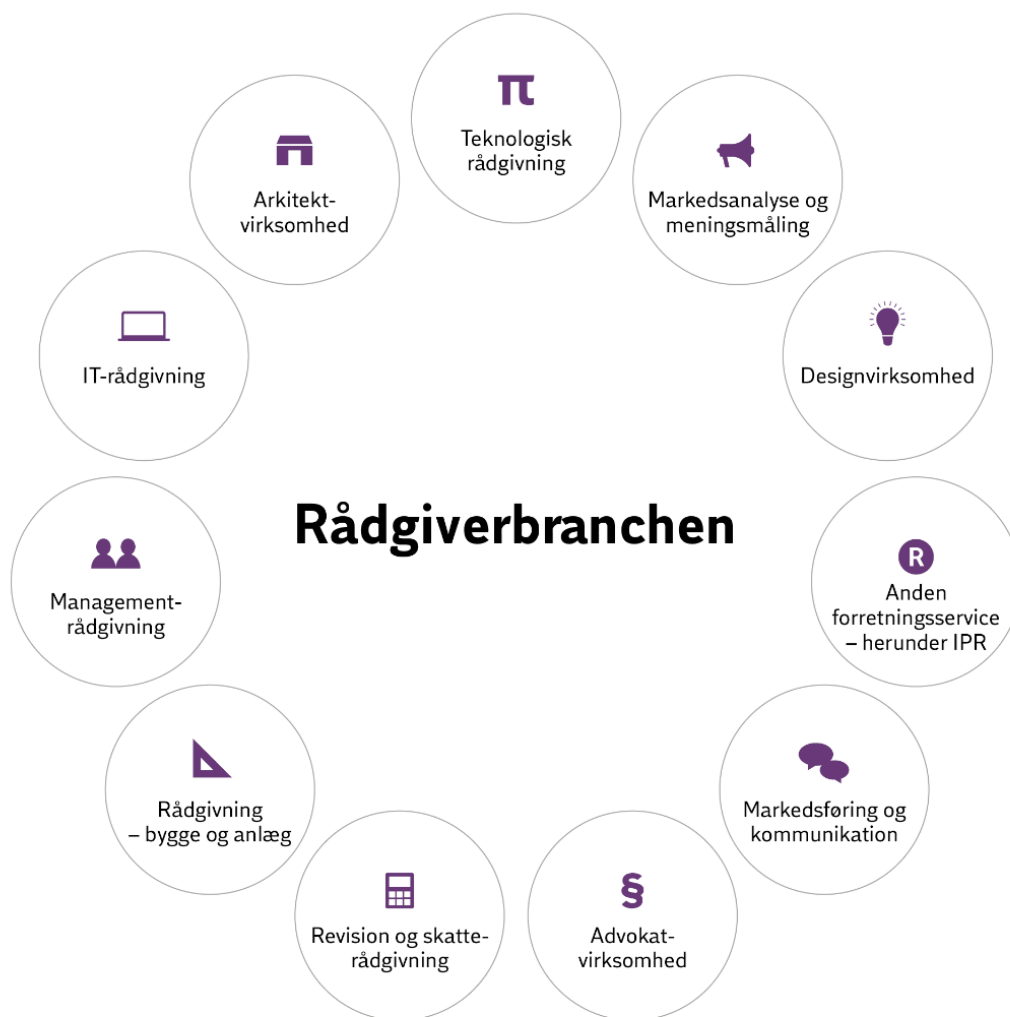 π
Teknologisk
rådgivning
Markedsanalyse og
meningsmåling
Designvirksomhed
R
Anden
forretningsservice
– herunder IPR
Markedsføring og
kommunikation
§
Advokat-
virksomhed
Revision og skatte-
rådgivning
Rådgivning
– bygge og anlæg
Management-
rådgivning
IT-rådgivning
Arkitekt-
virksomhed
Rådgiverbranchen